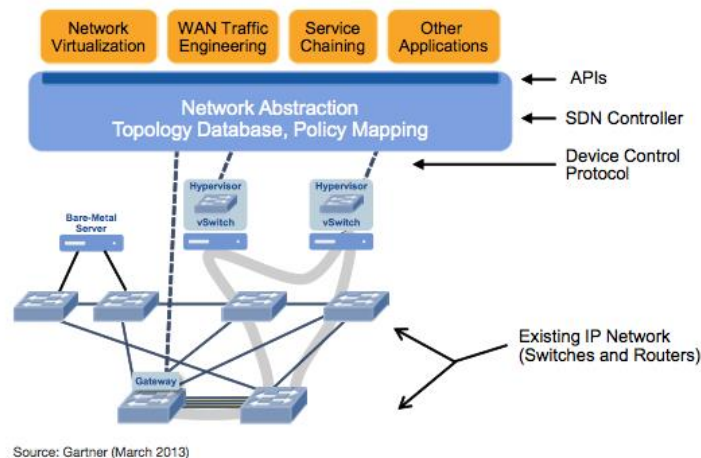 Network
Virtualization
WAN Traffic
Engineering
Service
Chaining
Other
Applications
APIs
Network Abstraction
Topology Database, Policy Mapping
SDN Controller
Device Control
Protocol
Hypervisor
vSwitch
Hypervisor
vSwitch
Bare-Metal
Server
Existing IP Network
(Switches and Routers)
Gateway
Source: Gartner (March 2013)